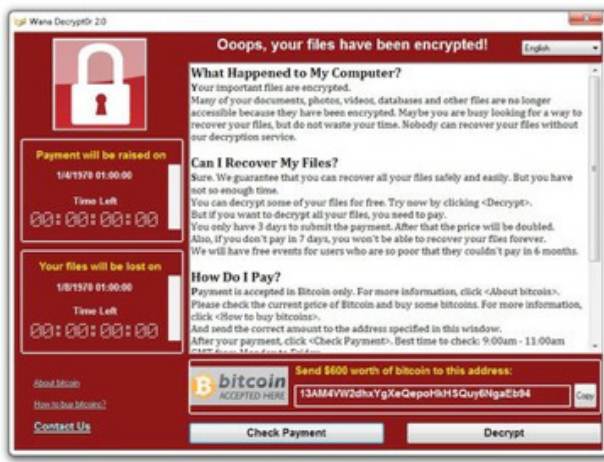 Wana Decrypt0r 2.0
Ooops, your files have been encrypted!
English
What Happened to My Computer?
Your important files are encrypted.
Many of your documents, photos, videos, databases and other files are no longer
accessible because they have been encrypted. Maybe you are busy looking for a way to
recover your files, but do not waste your time. Nobody can recover your files without
our decryption service.
Can I Recover My Files?
Sure. We guarantee that you can recover all your files safely and easily. But you have
not so enough time.
You can decrypt some of your files for free. Try now by clicking <Decrypt>.
But if you want to decrypt all your files, you need to pay.
You only have 3 days to submit the payment. After that the price will be doubled.
Also, if you don't pay in 7 days, you won't be able to recover your files forever.
We will have free events for users who are so poor that they couldn't pay in 6 months.
How Do I Pay?
Payment is accepted in Bitcoin only. For more information, click <About bitcoin>.
Please check the current price of Bitcoin and buy some bitcoins. For more information,
click <How to buy bitcoins>.
And send the correct amount to the address specified in this window.
After your payment, click <Check Payment>. Best time to check: 9:00am - 11:00am
GMT from Monday to Friday.
Payment will be raised on
1/4/1970 01:00:00
Time Left
00:00:00:00
Your files will be lost on
1/8/1970 01:00:00
Time Left
00:00:00:00
About bitcoin
How to buy bitcoins?
Contact Us
bitcoin
ACCEPTED HERE
Send $600 worth of bitcoin to this address:
13AM4VW2dhxYgXeQepoHkHSQuy6NgaEb94
Copy
Check Payment
Decrypt